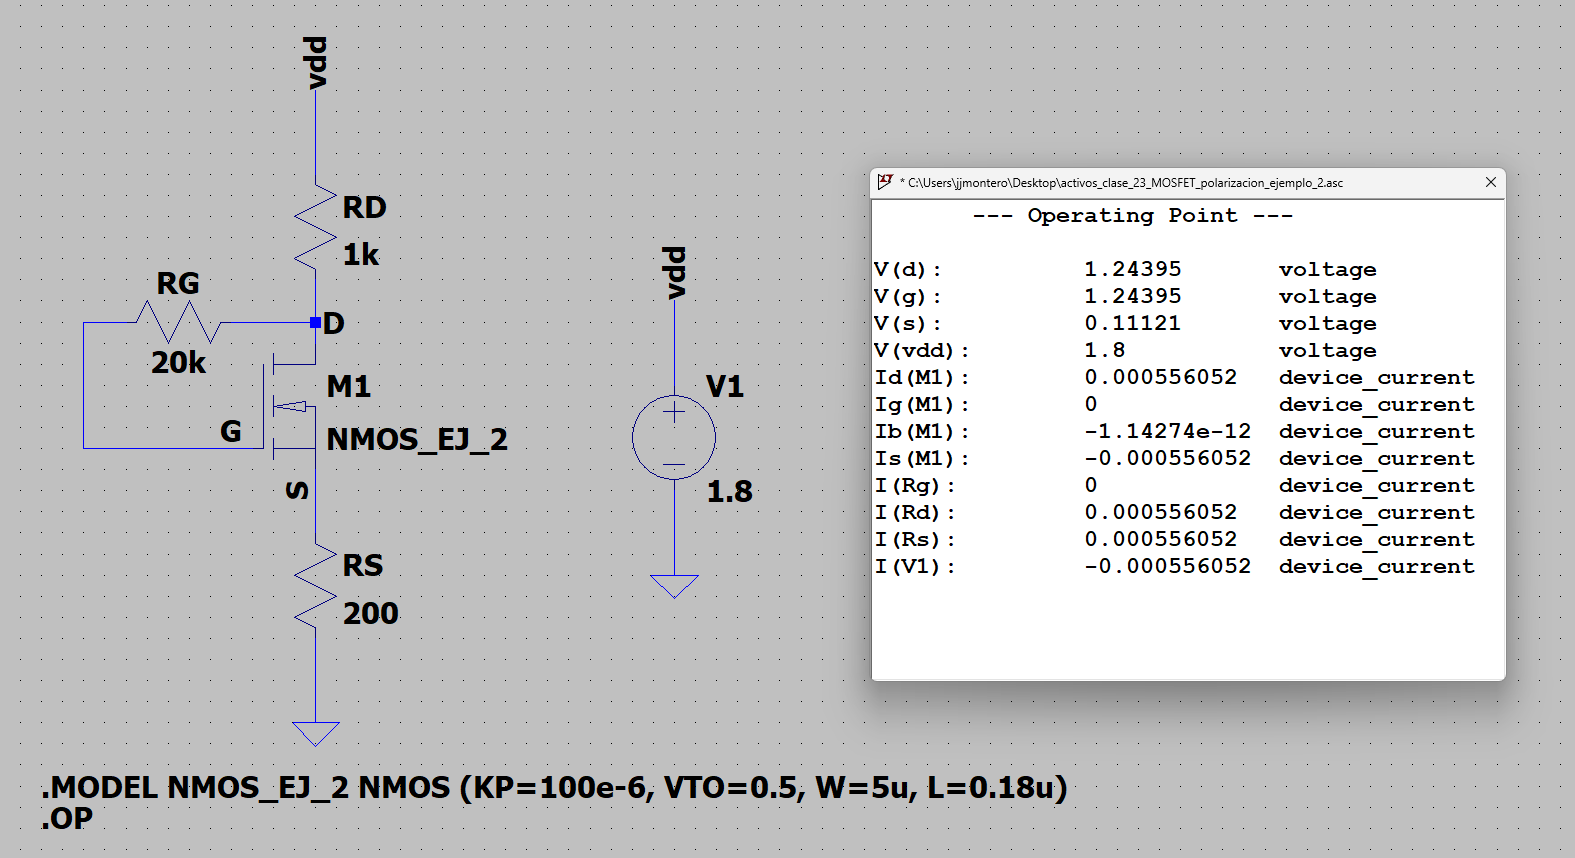 vdd
RD
1k
RG
20k
D
M1
G
NMOS_EJ_2
S
RS
200
vdd
V1
1.8
.MODEL NMOS_EJ_2 NMOS (KP=100e-6, VTO=0.5, W=5u, L=0.18u)
.OP
* C:\Users\jjmontero\Desktop\activos_clase_23_MOSFET_polarizacion_ejemplo_2.asc
--- Operating Point ---
V(d): 1.24395 voltage
V(g): 1.24395 voltage
V(s): 0.11121 voltage
V(vdd): 1.8 voltage
Id(M1): 0.000556052 device_current
Ig(M1): 0 device_current
Ib(M1): -1.14274e-12 device_current
Is(M1): -0.000556052 device_current
I(Rg): 0 device_current
I(Rd): 0.000556052 device_current
I(Rs): 0.000556052 device_current
I(V1): -0.000556052 device_current